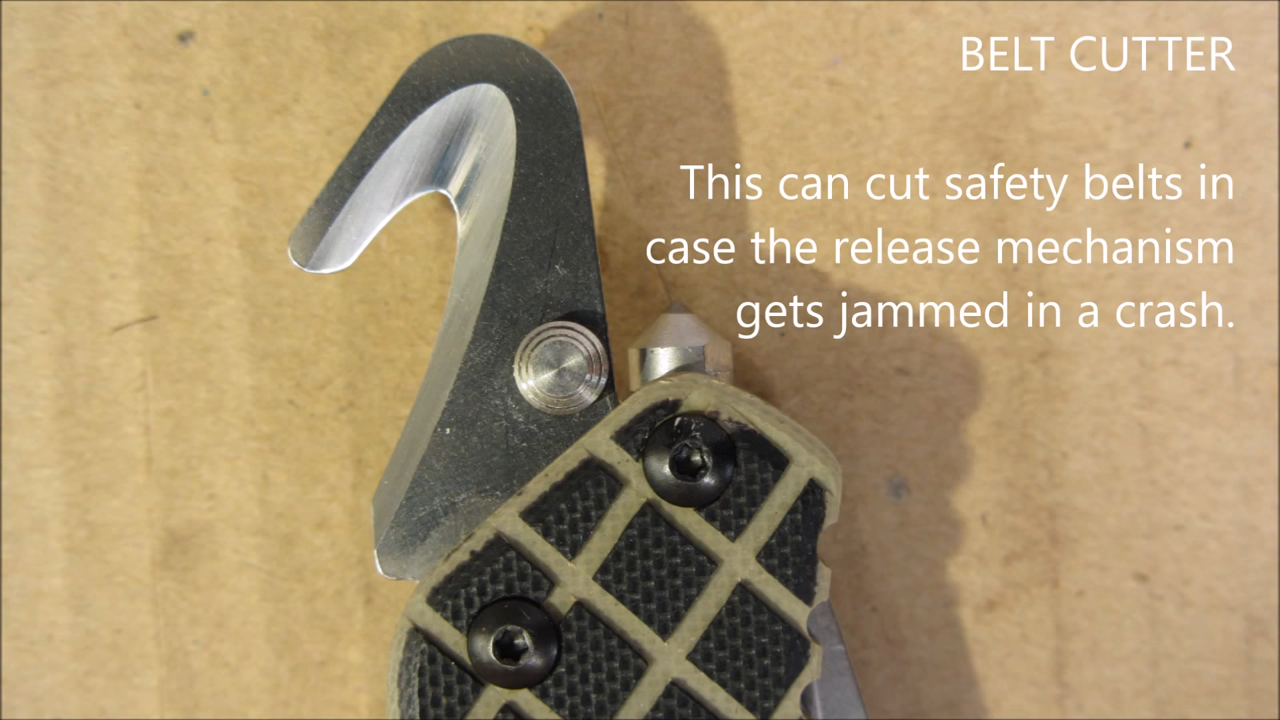 BELT CUTTER
This can cut safety belts in
case the release mechanism
gets jammed in a crash.